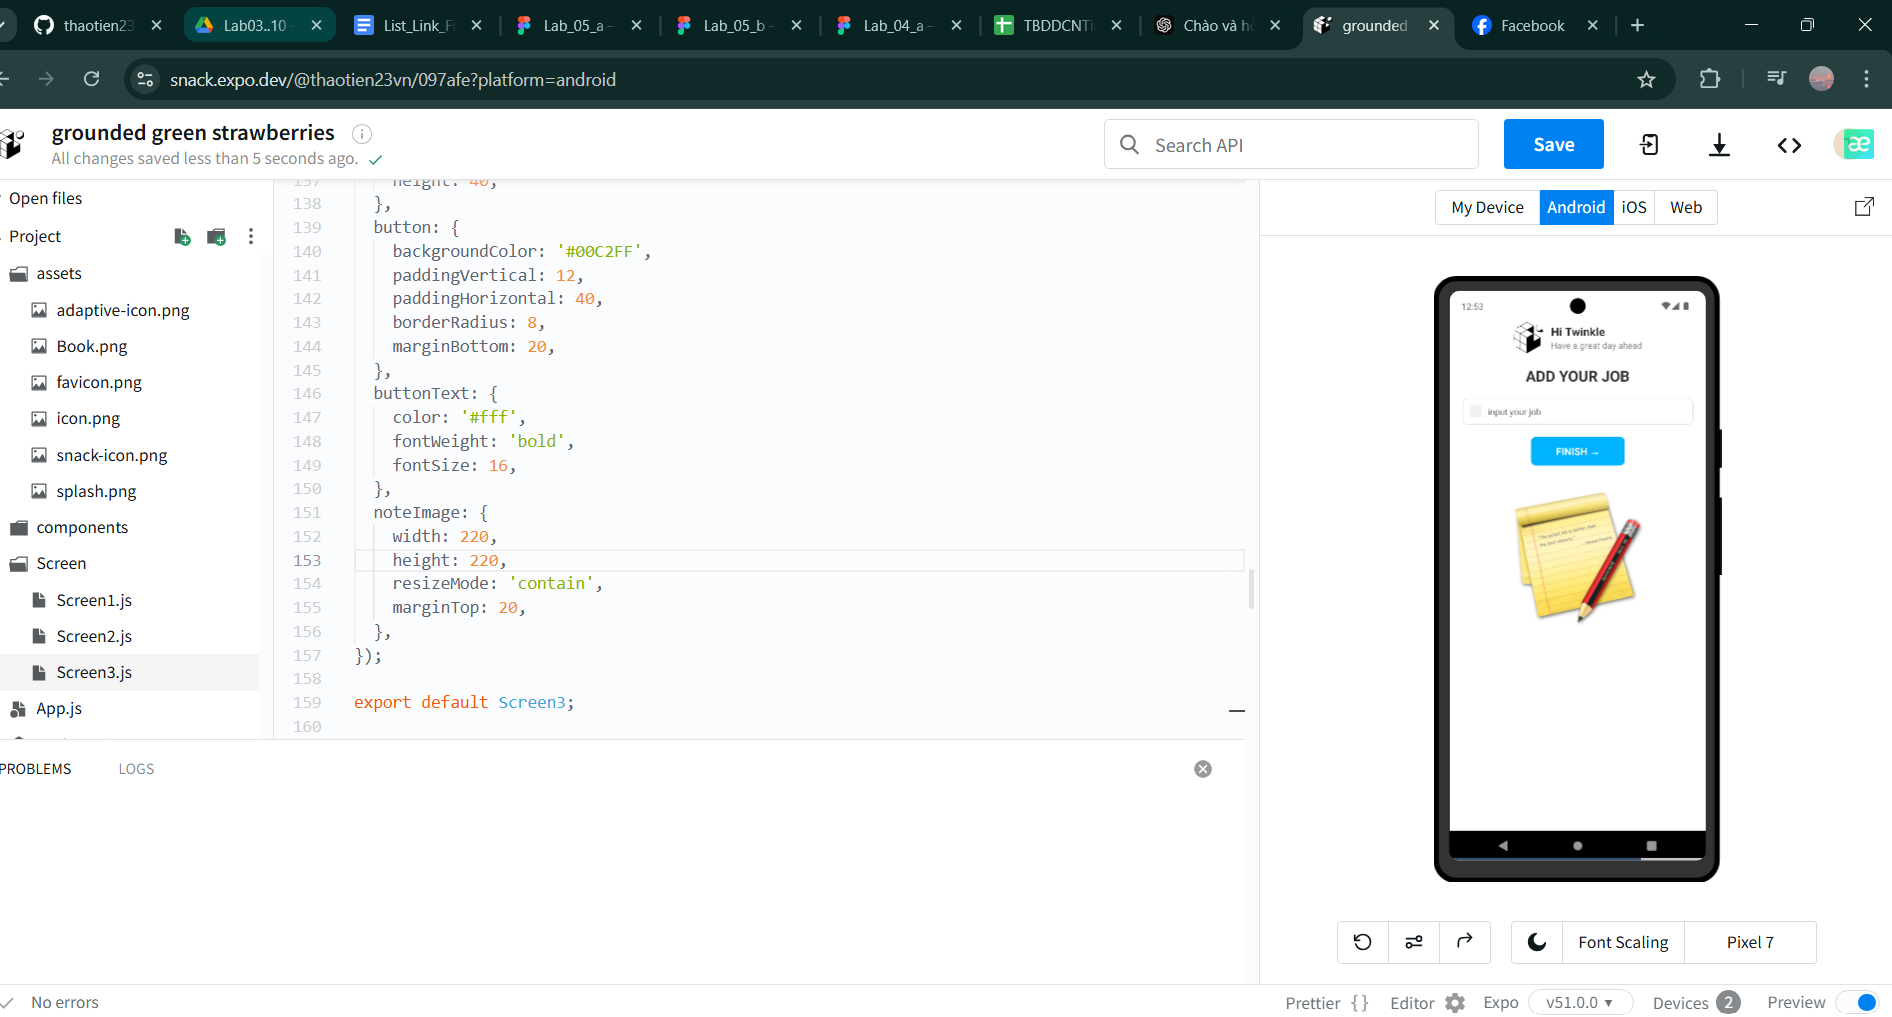 thaotien23
Lab03..10 -
List_Link_Fi
Lab_05_a –
Lab_05_b –
Lab_04_a –
TBDDCNTi
Chào và h
grounded
Facebook
snack.expo.dev/@thaotien23vn/097afe?platform=android
grounded green strawberries
All changes saved less than 5 seconds ago.
Search API
Save
æ
Open files
Project
assets
adaptive-icon.png
Book.png
favicon.png
icon.png
snack-icon.png
splash.png
components
Screen
Screen1.js
Screen2.js
Screen3.js
App.js
137 height: 40,
138 },
139 button: {
140 backgroundColor: '#00C2FF',
141 paddingVertical: 12,
142 paddingHorizontal: 40,
143 borderRadius: 8,
144 marginBottom: 20,
145 },
146 buttonText: {
147 color: '#fff',
148 fontWeight: 'bold',
149 fontSize: 16,
150 },
151 noteImage: {
152 width: 220,
153 height: 220,
154 resizeMode: 'contain',
155 marginTop: 20,
156 },
157 });
158
159 export default Screen3;
160
My Device Android iOS Web
12:53
Hi Twinkle
Have a great day ahead
ADD YOUR JOB
input your job
FINISH →
Font Scaling
Pixel 7
PROBLEMS LOGS
No errors
Prettier {} Editor Expo v51.0.0 ▾ Devices 2 Preview